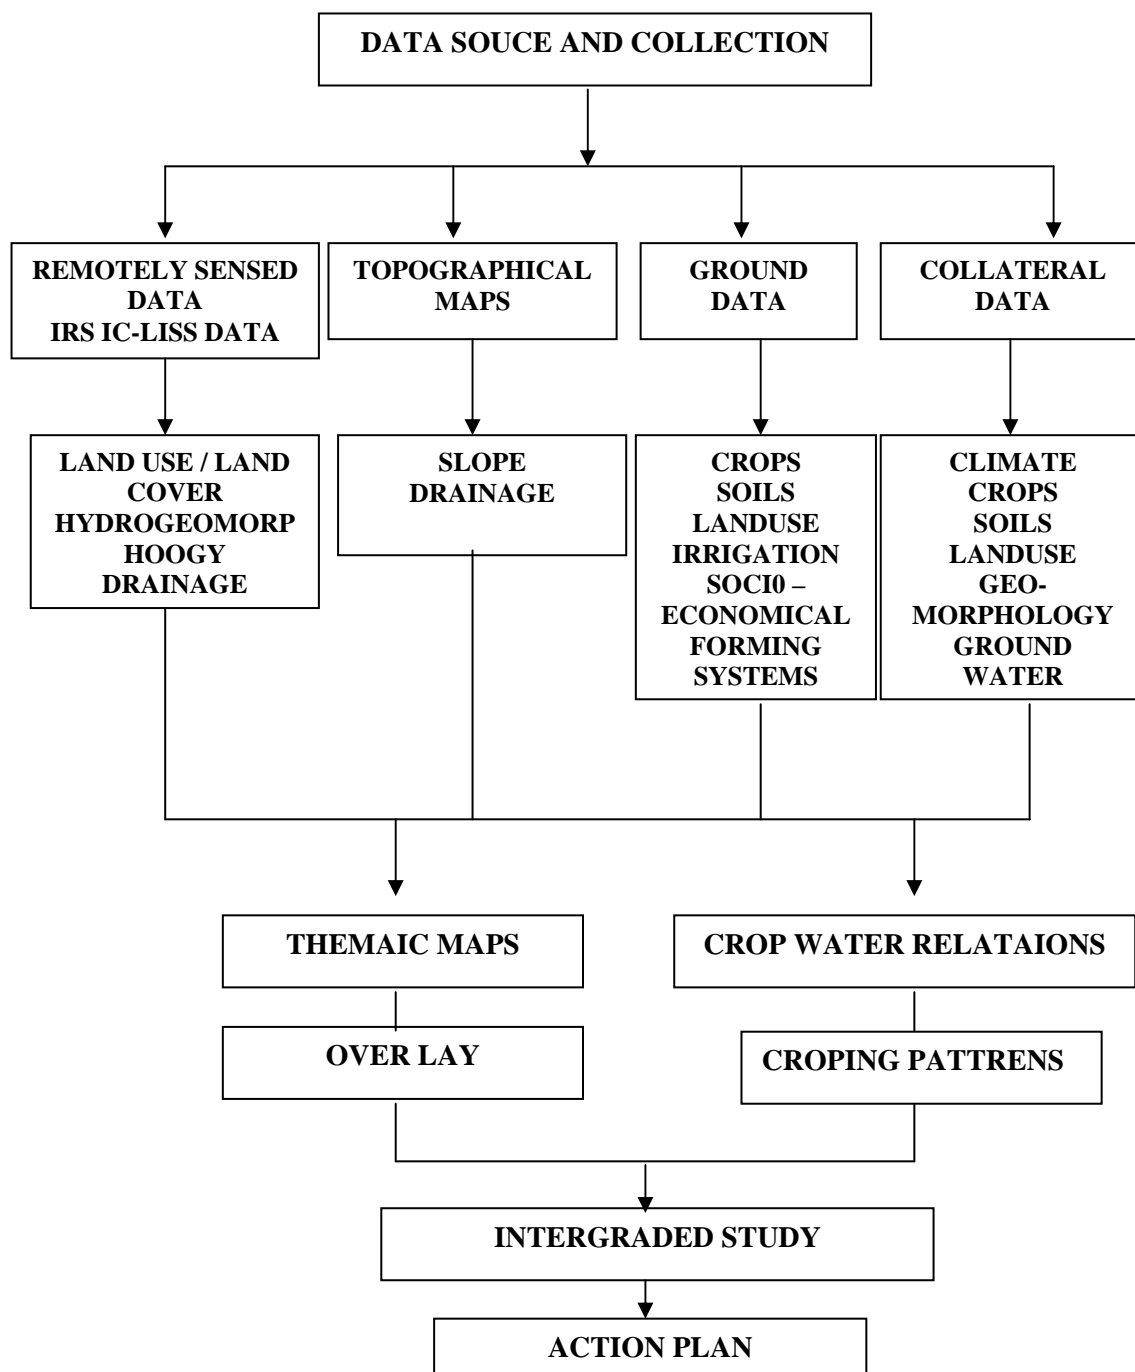 DATA SOUCE AND COLLECTION
REMOTELY SENSED
DATA
IRS IC-LISS DATA
TOPOGRAPHICAL
MAPS
GROUND
DATA
COLLATERAL
DATA
LAND USE / LAND
COVER
HYDROGEOMORP
HOOGY
DRAINAGE
SLOPE
DRAINAGE
CROPS
SOILS
LANDUSE
IRRIGATION
SOCI0 –
ECONOMICAL
FORMING
SYSTEMS
CLIMATE
CROPS
SOILS
LANDUSE
GEO-
MORPHOLOGY
GROUND
WATER
THEMAIC MAPS
CROP WATER RELATAIONS
OVER LAY
CROPING PATTRENS
INTERGRADED STUDY
ACTION PLAN